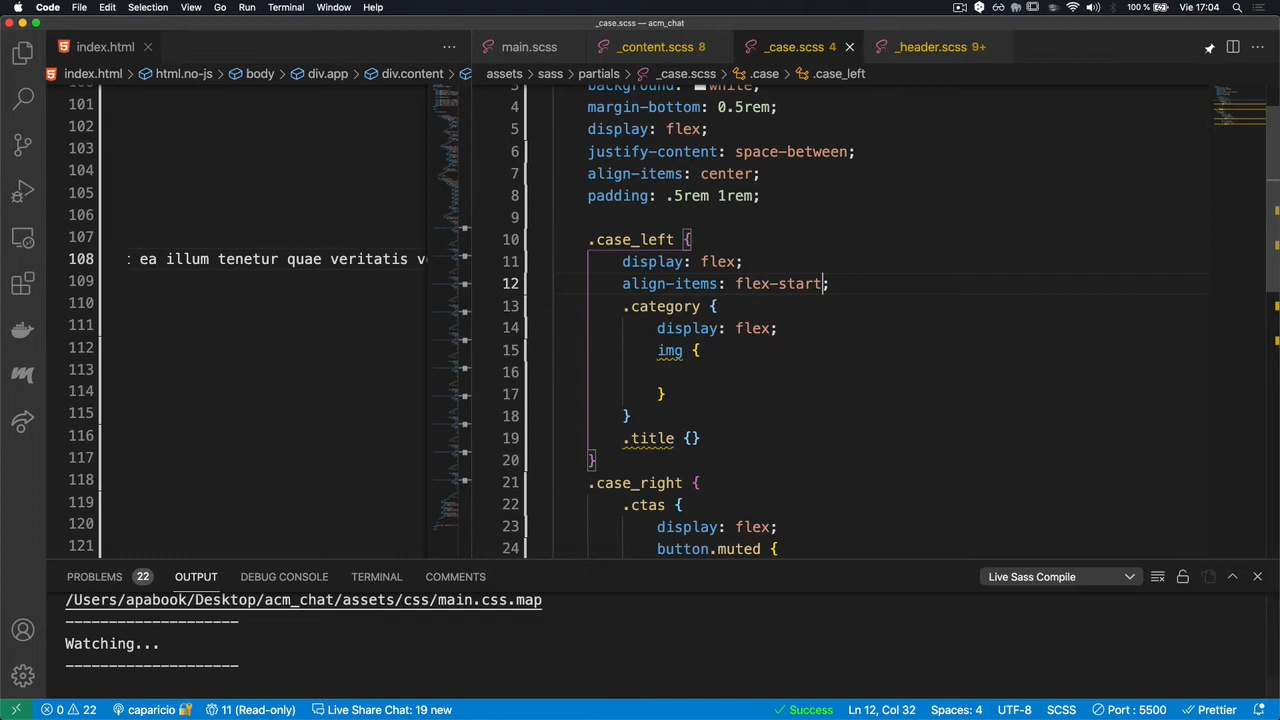 Code File Edit Selection View Go Run Terminal Window Help 100 % Vie 17:04
_case.scss — acm_chat
index.html
main.scss _content.scss 8 _case.scss 4 _header.scss 9+
index.html › html.no-js › body › div.app › div.content ›
assets › sass › partials › _case.scss › .case › .case_left
101
102
103
104
105
106
107
108 ea illum tenetur quae veritatis
109
110
111
112
113
114
115
116
117
118
119
120
121
3 background: white;
4 margin-bottom: 0.5rem;
5 display: flex;
6 justify-content: space-between;
7 align-items: center;
8 padding: .5rem 1rem;
9
10 .case_left {
11 display: flex;
12 align-items: flex-start;
13 .category {
14 display: flex;
15 img {
16
17 }
18 }
19 .title {}
20 }
21 .case_right {
22 .ctas {
23 display: flex;
24 button.muted {
PROBLEMS 22 OUTPUT DEBUG CONSOLE TERMINAL COMMENTS Live Sass Compile
/Users/apabook/Desktop/acm_chat/assets/css/main.css.map
--------------------
Watching...
--------------------
0 22 caparicio 11 (Read-only) Live Share Chat: 19 new Success Ln 12, Col 32 Spaces: 4 UTF-8 SCSS Port : 5500 Prettier